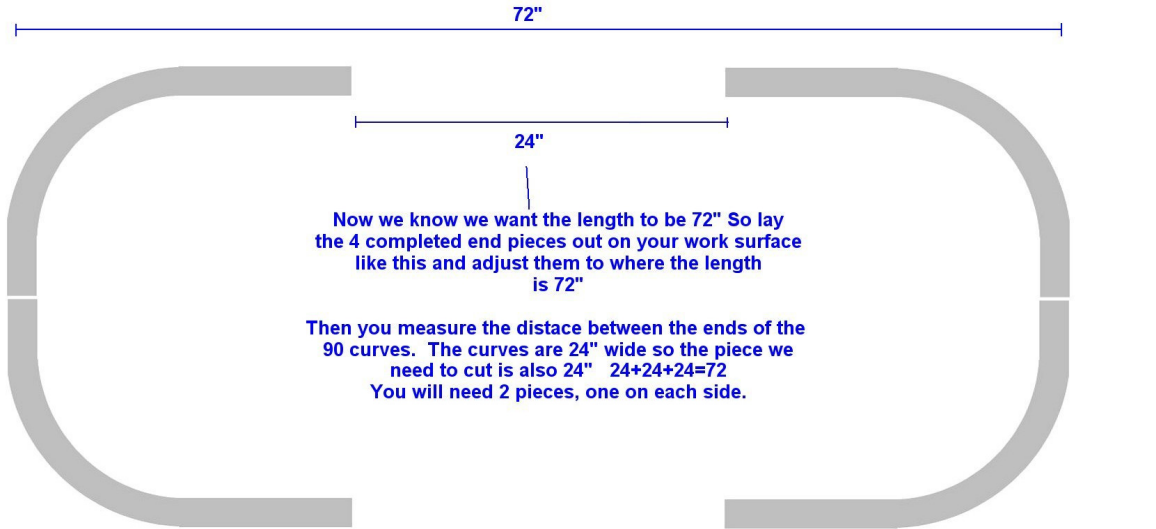 72"
24"
Now we know we want the length to be 72" So lay
the 4 completed end pieces out on your work surface
like this and adjust them to where the length
is 72"
Then you measure the distace between the ends of the
90 curves.  The curves are 24" wide so the piece we
need to cut is also 24"   24+24+24=72
You will need 2 pieces, one on each side.